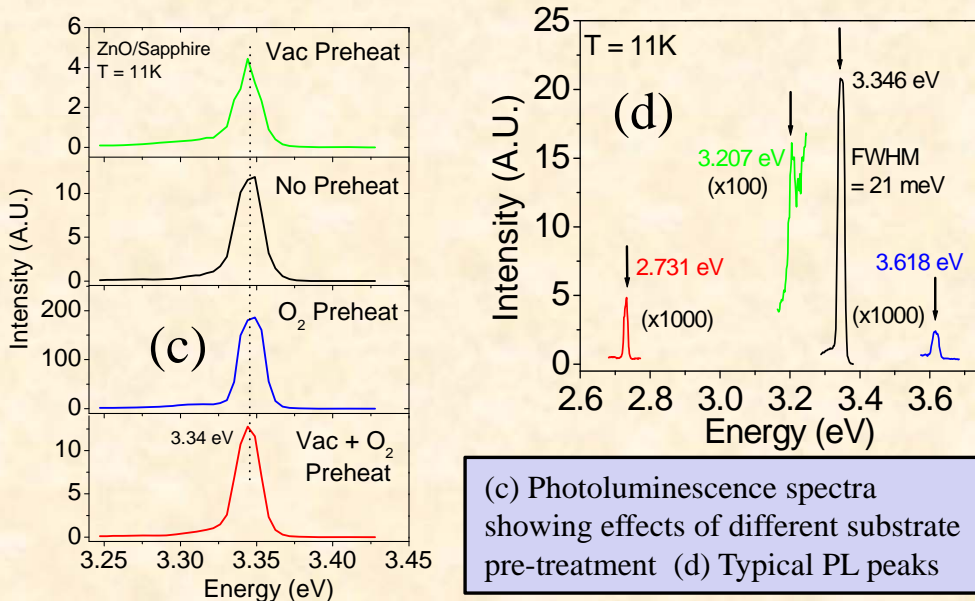 ZnO/Sapphire
T = 11K
Vac Preheat
6
4
2
0
No Preheat
10
5
0
O2 Preheat
200
100
0
(c)
3.34 eV
Vac + O2
Preheat
10
5
0
3.25 3.30 3.35 3.40 3.45
Energy (eV)
Intensity (A.U.)
T = 11K
(d)
25
20
15
10
5
0
3.346 eV
3.207 eV
(x100)
FWHM
= 21 meV
2.731 eV
(x1000)
3.618 eV
(x1000)
2.6 2.8 3.0 3.2 3.4 3.6
Energy (eV)
Intensity (A.U.)
(c) Photoluminescence spectra
showing effects of different substrate
pre-treatment (d) Typical PL peaks